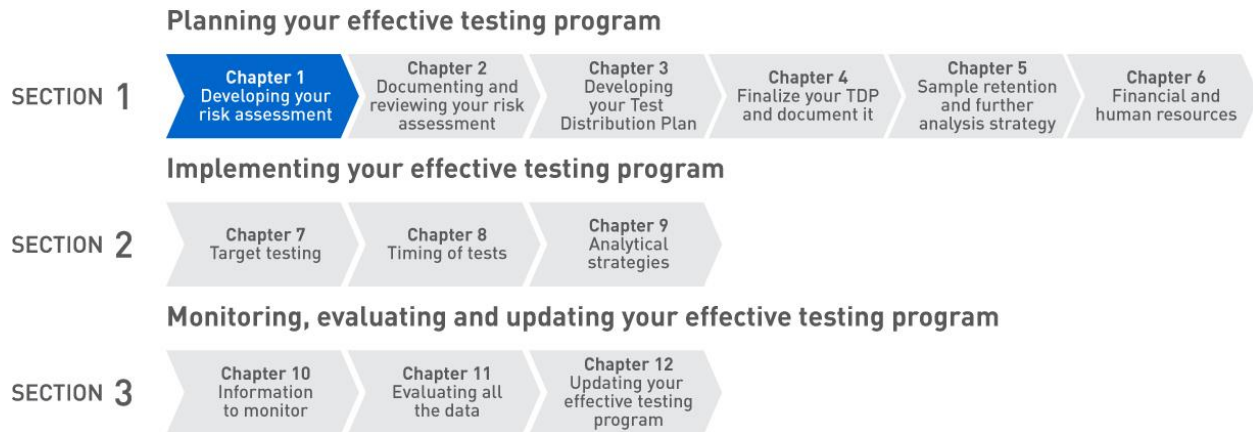 Planning your effective testing program
SECTION 1
Chapter 1
Developing your
risk assessment
Chapter 2
Documenting and
reviewing your risk
assessment
Chapter 3
Developing
your Test
Distribution Plan
Chapter 4
Finalize your TDP
and document it
Chapter 5
Sample retention
and further
analysis strategy
Chapter 6
Financial and
human resources
Implementing your effective testing program
SECTION 2
Chapter 7
Target testing
Chapter 8
Timing of tests
Chapter 9
Analytical
strategies
Monitoring, evaluating and updating your effective testing program
SECTION 3
Chapter 10
Information
to monitor
Chapter 11
Evaluating all
the data
Chapter 12
Updating your
effective testing
program